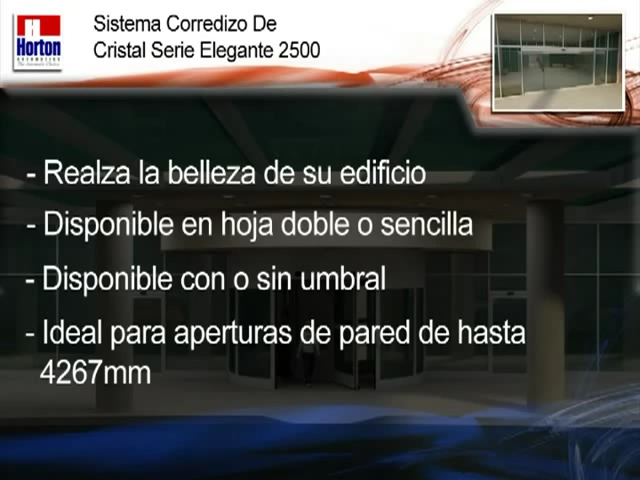 Horton
AUTOMATICS
Sistema Corredizo De
Cristal Serie Elegante 2500
- Realza la belleza de su edificio
- Disponible en hoja doble o sencilla
- Disponible con o sin umbral
- Ideal para aperturas de pared de hasta
4267mm